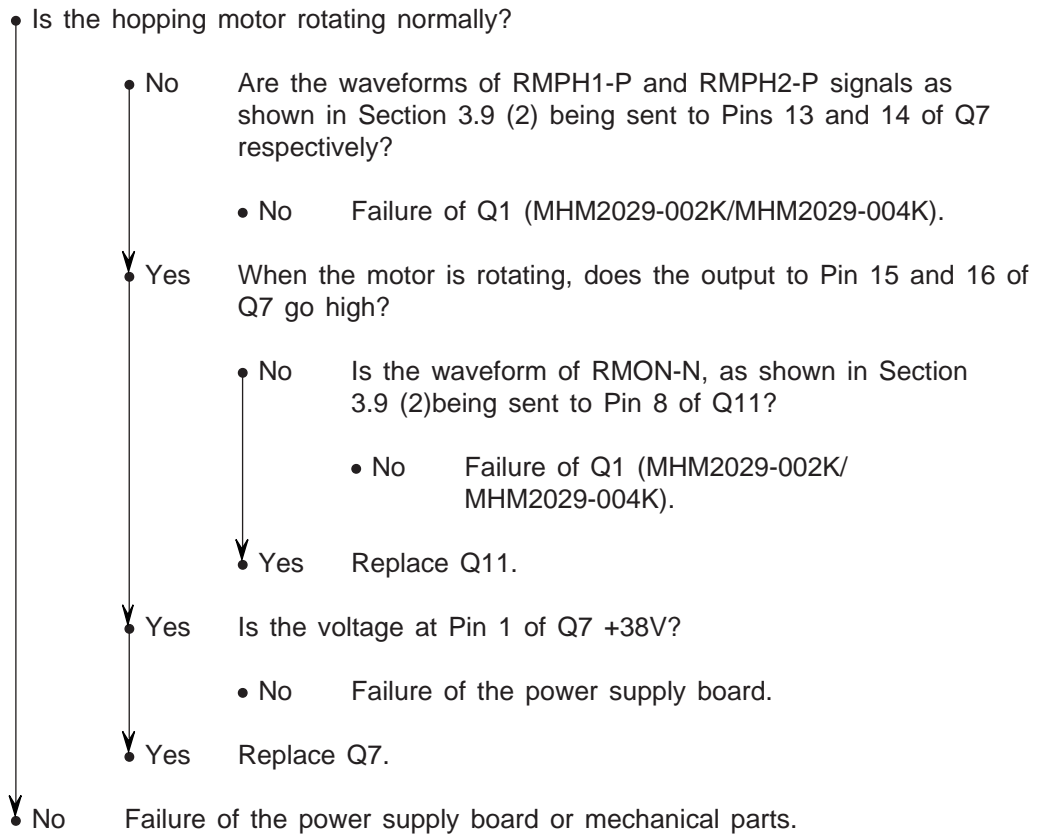 • Is the hopping motor rotating normally?
• No Are the waveforms of RMPH1-P and RMPH2-P signals as
shown in Section 3.9 (2) being sent to Pins 13 and 14 of Q7
respectively?
• No Failure of Q1 (MHM2029-002K/MHM2029-004K).
• Yes When the motor is rotating, does the output to Pin 15 and 16 of
Q7 go high?
• No Is the waveform of RMON-N, as shown in Section
3.9 (2)being sent to Pin 8 of Q11?
• No Failure of Q1 (MHM2029-002K/
MHM2029-004K).
• Yes Replace Q11.
• Yes Is the voltage at Pin 1 of Q7 +38V?
• No Failure of the power supply board.
• Yes Replace Q7.
• No Failure of the power supply board or mechanical parts.